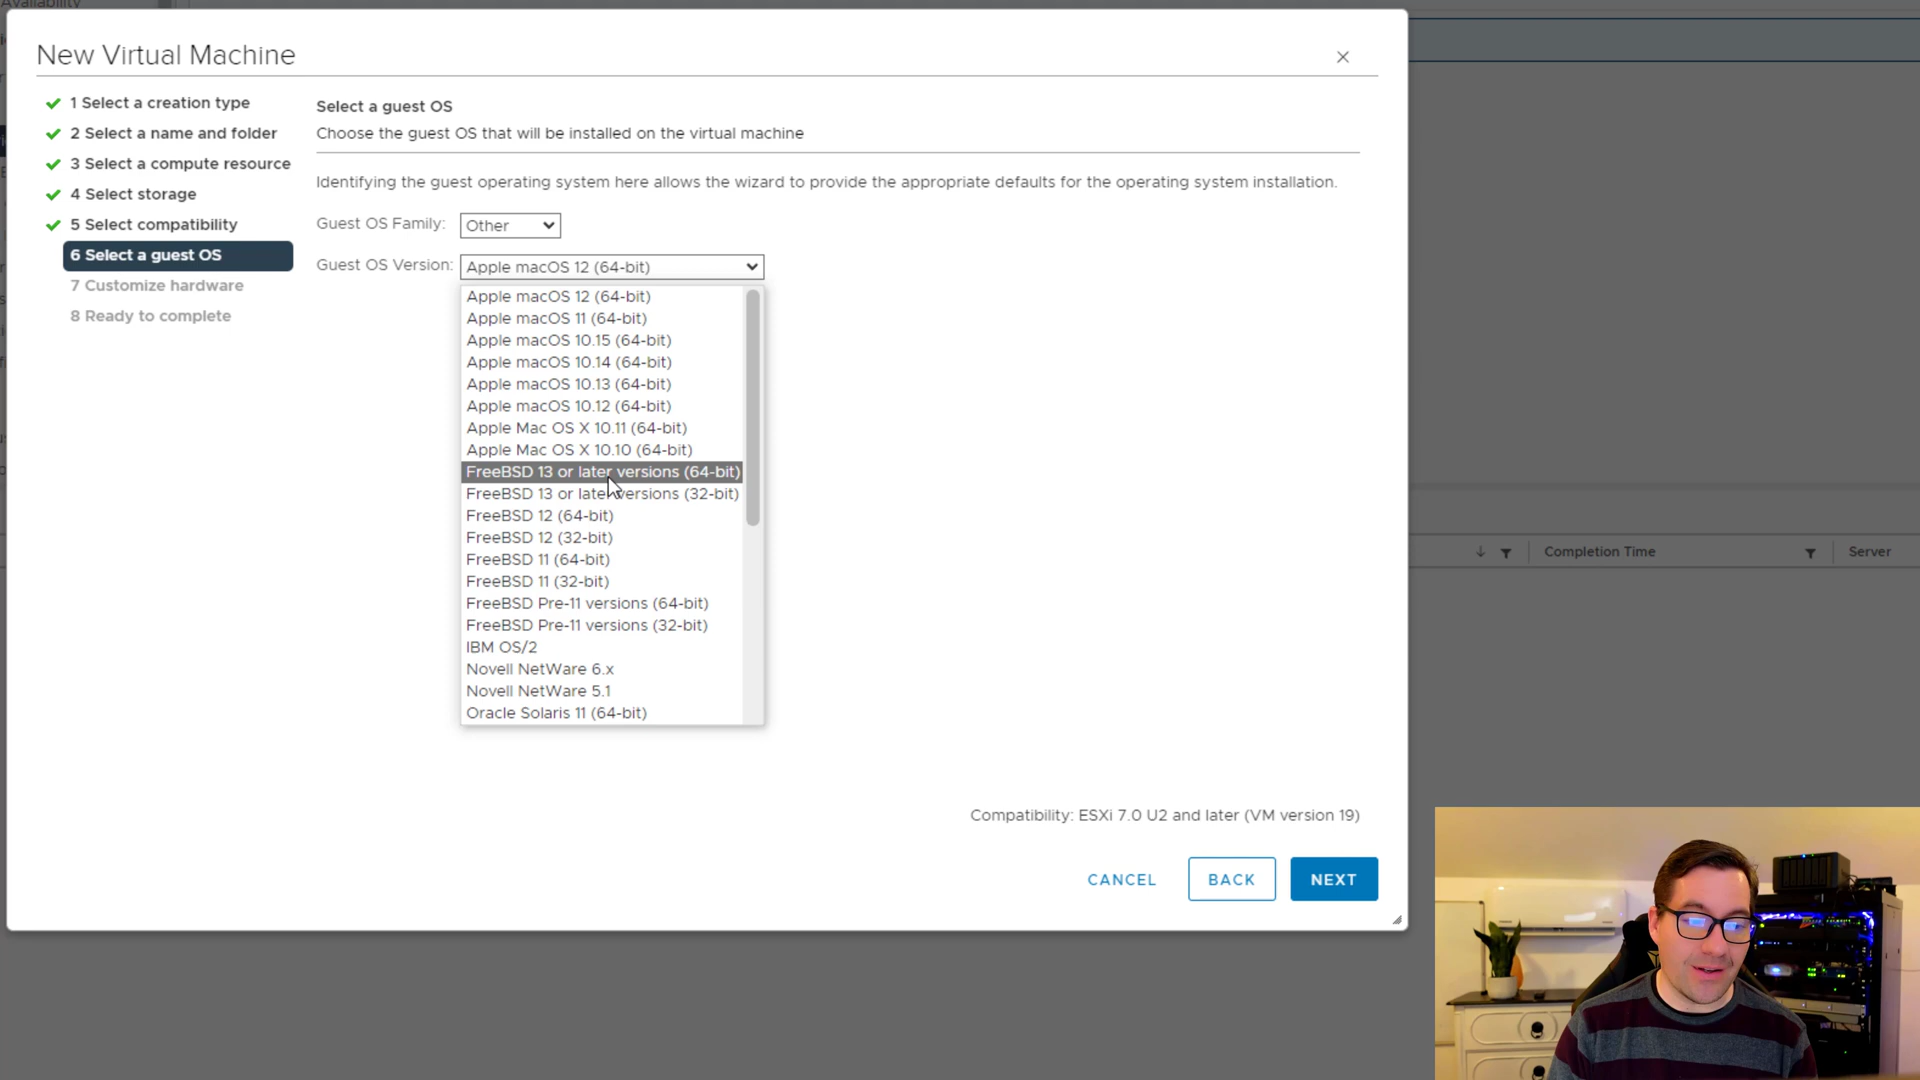 Availability
New Virtual Machine
1 Select a creation type
2 Select a name and folder
3 Select a compute resource
4 Select storage
5 Select compatibility
6 Select a guest OS
7 Customize hardware
8 Ready to complete
Select a guest OS
Choose the guest OS that will be installed on the virtual machine
Identifying the guest operating system here allows the wizard to provide the appropriate defaults for the operating system installation.
Guest OS Family: Other
Guest OS Version: Apple macOS 12 (64-bit)
Apple macOS 12 (64-bit)
Apple macOS 11 (64-bit)
Apple macOS 10.15 (64-bit)
Apple macOS 10.14 (64-bit)
Apple macOS 10.13 (64-bit)
Apple macOS 10.12 (64-bit)
Apple Mac OS X 10.11 (64-bit)
Apple Mac OS X 10.10 (64-bit)
FreeBSD 13 or later versions (64-bit)
FreeBSD 13 or later versions (32-bit)
FreeBSD 12 (64-bit)
FreeBSD 12 (32-bit)
FreeBSD 11 (64-bit)
FreeBSD 11 (32-bit)
FreeBSD Pre-11 versions (64-bit)
FreeBSD Pre-11 versions (32-bit)
IBM OS/2
Novell NetWare 6.x
Novell NetWare 5.1
Oracle Solaris 11 (64-bit)
Compatibility: ESXi 7.0 U2 and later (VM version 19)
CANCEL
BACK
NEXT
Completion Time
Server